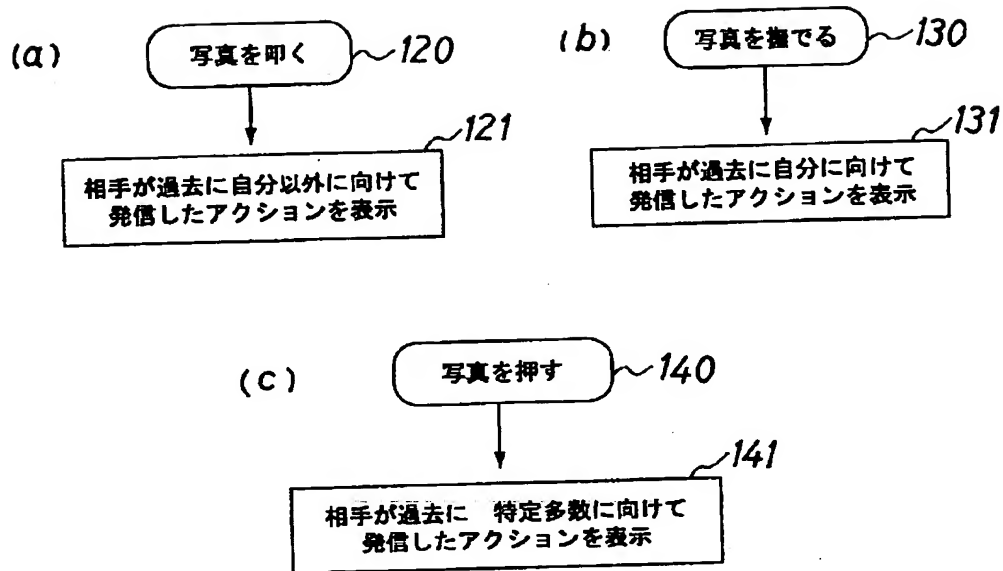 (a)
写真を叩く
120
121
相手が過去に自分以外に向けて
発信したアクションを表示
(b)
写真を撫でる
130
131
相手が過去に自分に向けて
発信したアクションを表示
(c)
写真を押す
140
141
相手が過去に 特定多数に向けて
発信したアクションを表示